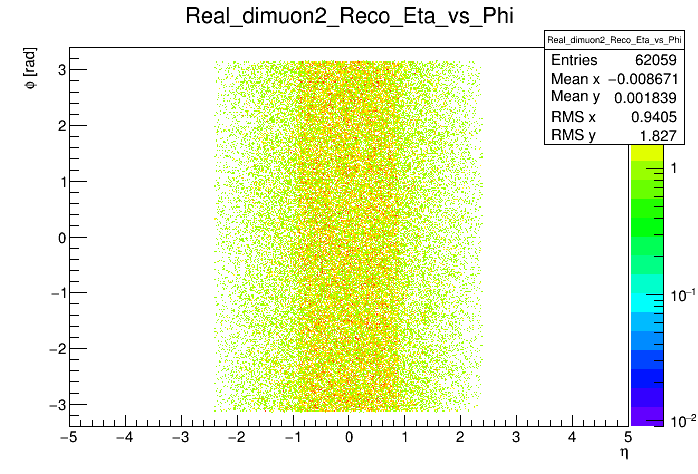 Real_dimuon2_Reco_Eta_vs_Phi
Real_dimuon2_Reco_Eta_vs_Phi
Entries 62059
Mean x −0.008671
Mean y 0.001839
RMS x 0.9405
RMS y 1.827
ϕ [rad]
3
2
1
0
−1
−2
−3
−5 −4 −3 −2 −1 0 1 2 3 4 5
η
1
10⁻¹
10⁻²